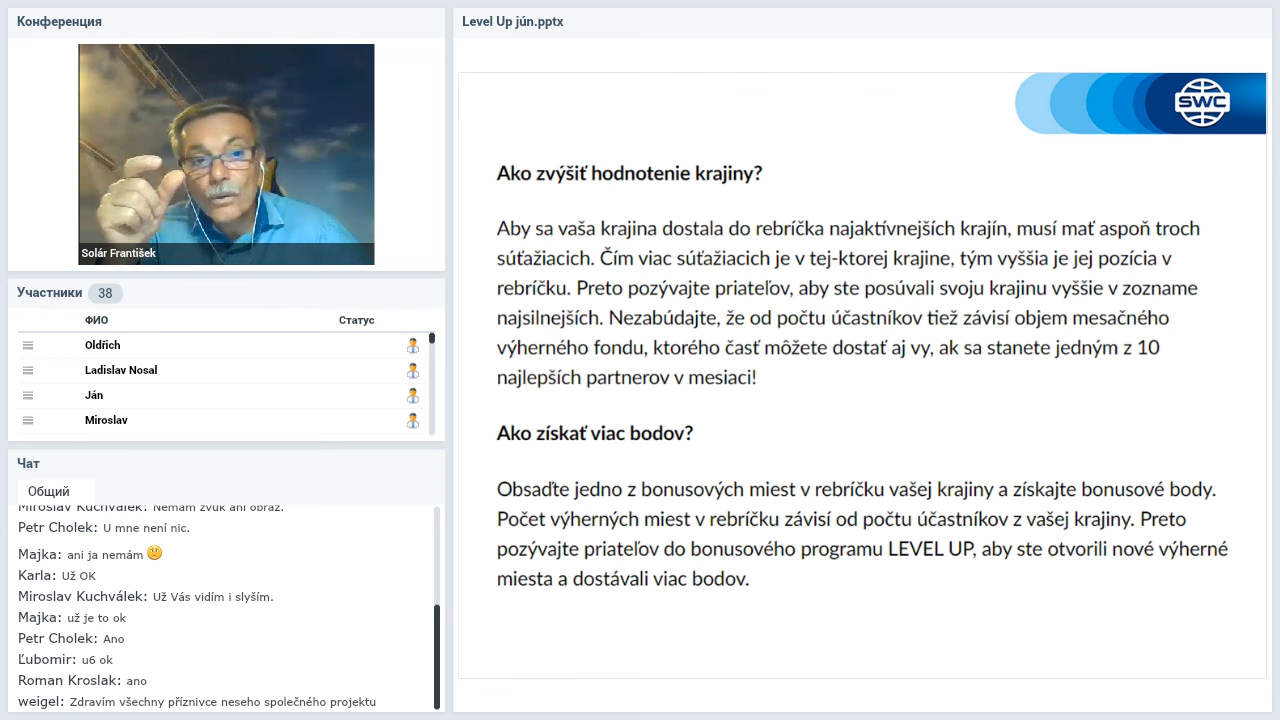 Конференция
Solár František
Участники 38
ФИО Статус
Oldřich
Ladislav Nosal
Ján
Miroslav
Чат
Общий
Miroslav Kuchválek: Nemám zvuk ani obraz.
Petr Cholek: U mne není nic.
Majka: ani ja nemám
Karla: Už OK
Miroslav Kuchválek: Už Vás vidím i slyším.
Majka: už je to ok
Petr Cholek: Ano
Ľubomir: u6 ok
Roman Kroslak: ano
weigel: Zdravím všechny příznivce neseho společného projektu
Level Up jún.pptx
SWC
Ako zvýšiť hodnotenie krajiny?
Aby sa vaša krajina dostala do rebríčka najaktívnejších krajín, musí mať aspoň troch
súťažiacich. Čím viac súťažiacich je v tej-ktorej krajine, tým vyššia je jej pozícia v
rebríčku. Preto pozývajte priateľov, aby ste posúvali svoju krajinu vyššie v zozname
najsilnejších. Nezabúdajte, že od počtu účastníkov tiež závisí objem mesačného
výherného fondu, ktorého časť môžete dostať aj vy, ak sa stanete jedným z 10
najlepších partnerov v mesiaci!
Ako získať viac bodov?
Obsaďte jedno z bonusových miest v rebríčku vašej krajiny a získajte bonusové body.
Počet výherných miest v rebríčku závisí od počtu účastníkov z vašej krajiny. Preto
pozývajte priateľov do bonusového programu LEVEL UP, aby ste otvorili nové výherné
miesta a dostávali viac bodov.